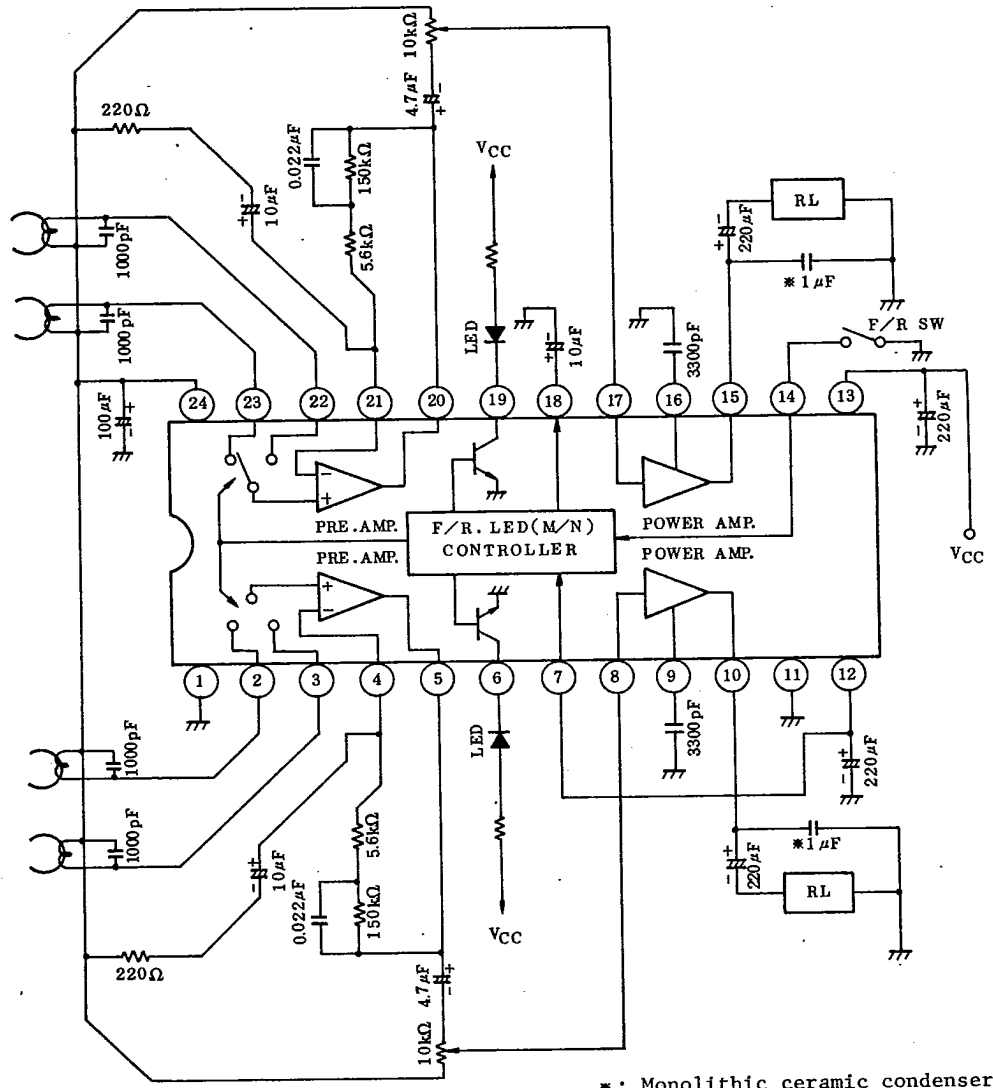 10kΩ
4.7μF
- +
220Ω
0.022μF
150kΩ
VCC
10μF
+ -
5.6kΩ
RL
220μF
+ -
1000pF
*1μF
LED
F/R SW
1000pF
10μF
+ -
3300pF
100μF
- +
24
23
22
21
20
19
18
17
16
15
14
13
220μF
- +
-
+
PRE.AMP.
F/R. LED(M/N)
CONTROLLER
POWER AMP.
PRE.AMP.
POWER AMP.
VCC
+
-
1
2
3
4
5
6
7
8
9
10
11
12
1000pF
LED
3300pF
220μF
- +
1000pF
5.6kΩ
*1μF
10μF
- +
220μF
- +
RL
0.022μF
150kΩ
VCC
220Ω
4.7μF
- +
10kΩ
*: Monolithic ceramic condenser